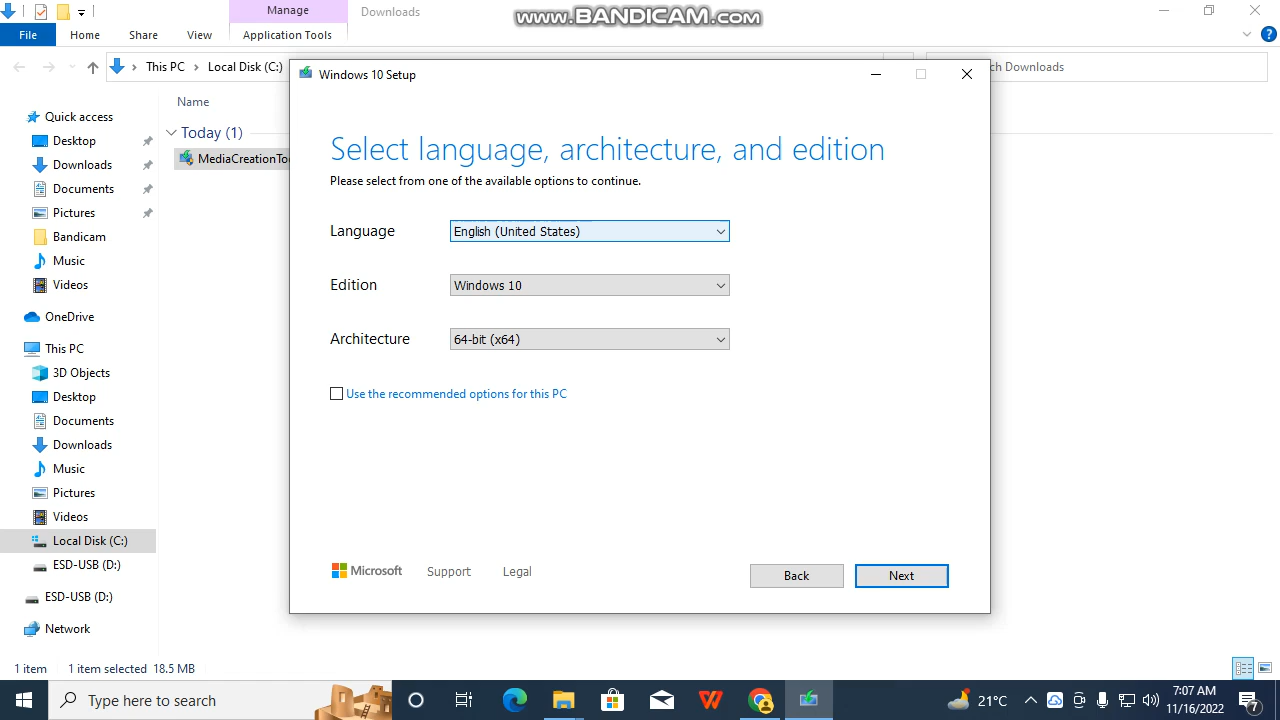 Manage
Downloads
www.BANDICAM.com
File
Home
Share
View
Application Tools
This PC
Local Disk (C:)
Downloads
Windows 10 Setup
Name
Quick access
Today (1)
Desktop
Downloads
Documents
Pictures
Bandicam
Music
Videos
OneDrive
This PC
3D Objects
Desktop
Documents
Downloads
Music
Pictures
Videos
Local Disk (C:)
ESD-USB (D:)
ESD-USB (D:)
Network
MediaCreationToo
Select language, architecture, and edition
Please select from one of the available options to continue.
Language
English (United States)
Edition
Windows 10
Architecture
64-bit (x64)
Use the recommended options for this PC
Microsoft
Support
Legal
Back
Next
1 item
1 item selected 18.5 MB
Type here to search
21°C
7:07 AM
11/16/2022
7